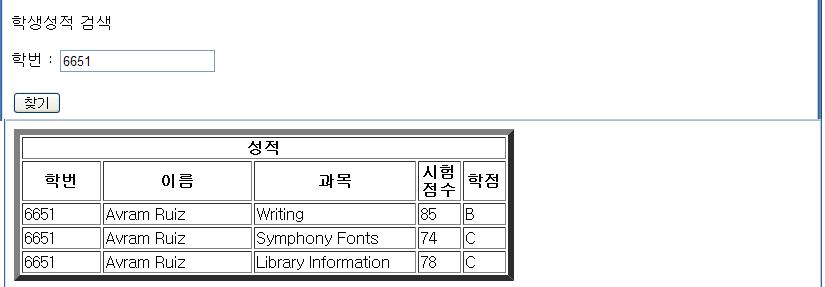 학생성적 검색
학번 : 6651
찾기
성적
학번 이름 과목 시험 점수 학점
6651 Avram Ruiz Writing 85 B
6651 Avram Ruiz Symphony Fonts 74 C
6651 Avram Ruiz Library Information 78 C